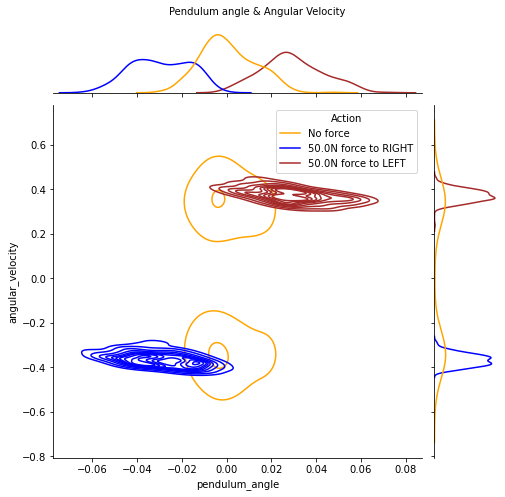 Pendulum angle & Angular Velocity
Action
No force
50.0N force to RIGHT
50.0N force to LEFT
angular_velocity
0.6
0.4
0.2
0.0
−0.2
−0.4
−0.6
−0.8
−0.06 −0.04 −0.02 0.00 0.02 0.04 0.06 0.08
pendulum_angle